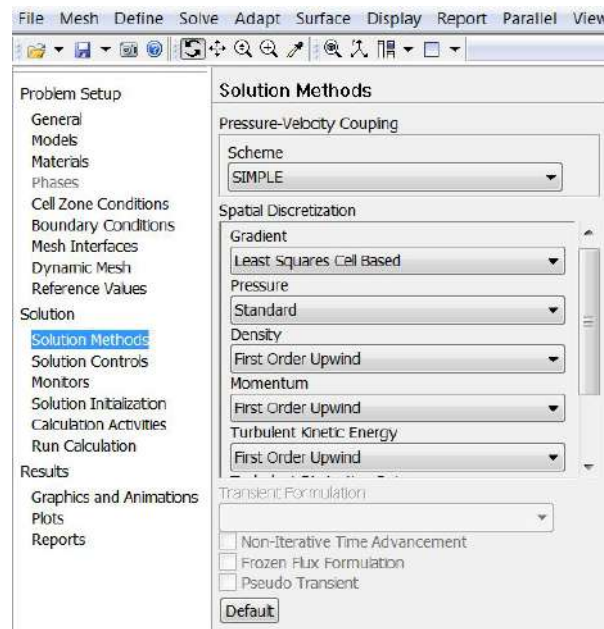 File Mesh Define Solve Adapt Surface Display Report Parallel View
Problem Setup
General
Models
Materials
Phases
Cell Zone Conditions
Boundary Conditions
Mesh Interfaces
Dynamic Mesh
Reference Values
Solution
Solution Methods
Solution Controls
Monitors
Solution Initialization
Calculation Activities
Run Calculation
Results
Graphics and Animations
Plots
Reports
Solution Methods
Pressure-Velocity Coupling
Scheme
SIMPLE
Spatial Discretization
Gradient
Least Squares Cell Based
Pressure
Standard
Density
First Order Upwind
Momentum
First Order Upwind
Turbulent Kinetic Energy
First Order Upwind
Transient Formulation
Non-Iterative Time Advancement
Frozen Flux Formulation
Pseudo Transient
Default